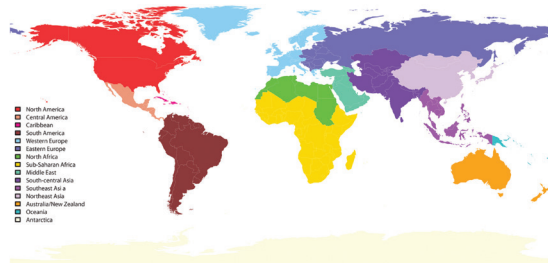 North America
Central America
Caribbean
South America
Western Europe
Eastern Europe
North Africa
Sub-Saharan Africa
Middle East
South-central Asia
Southeast Asia
Northeast Asia
Australia/New Zealand
Oceania
Antarctica